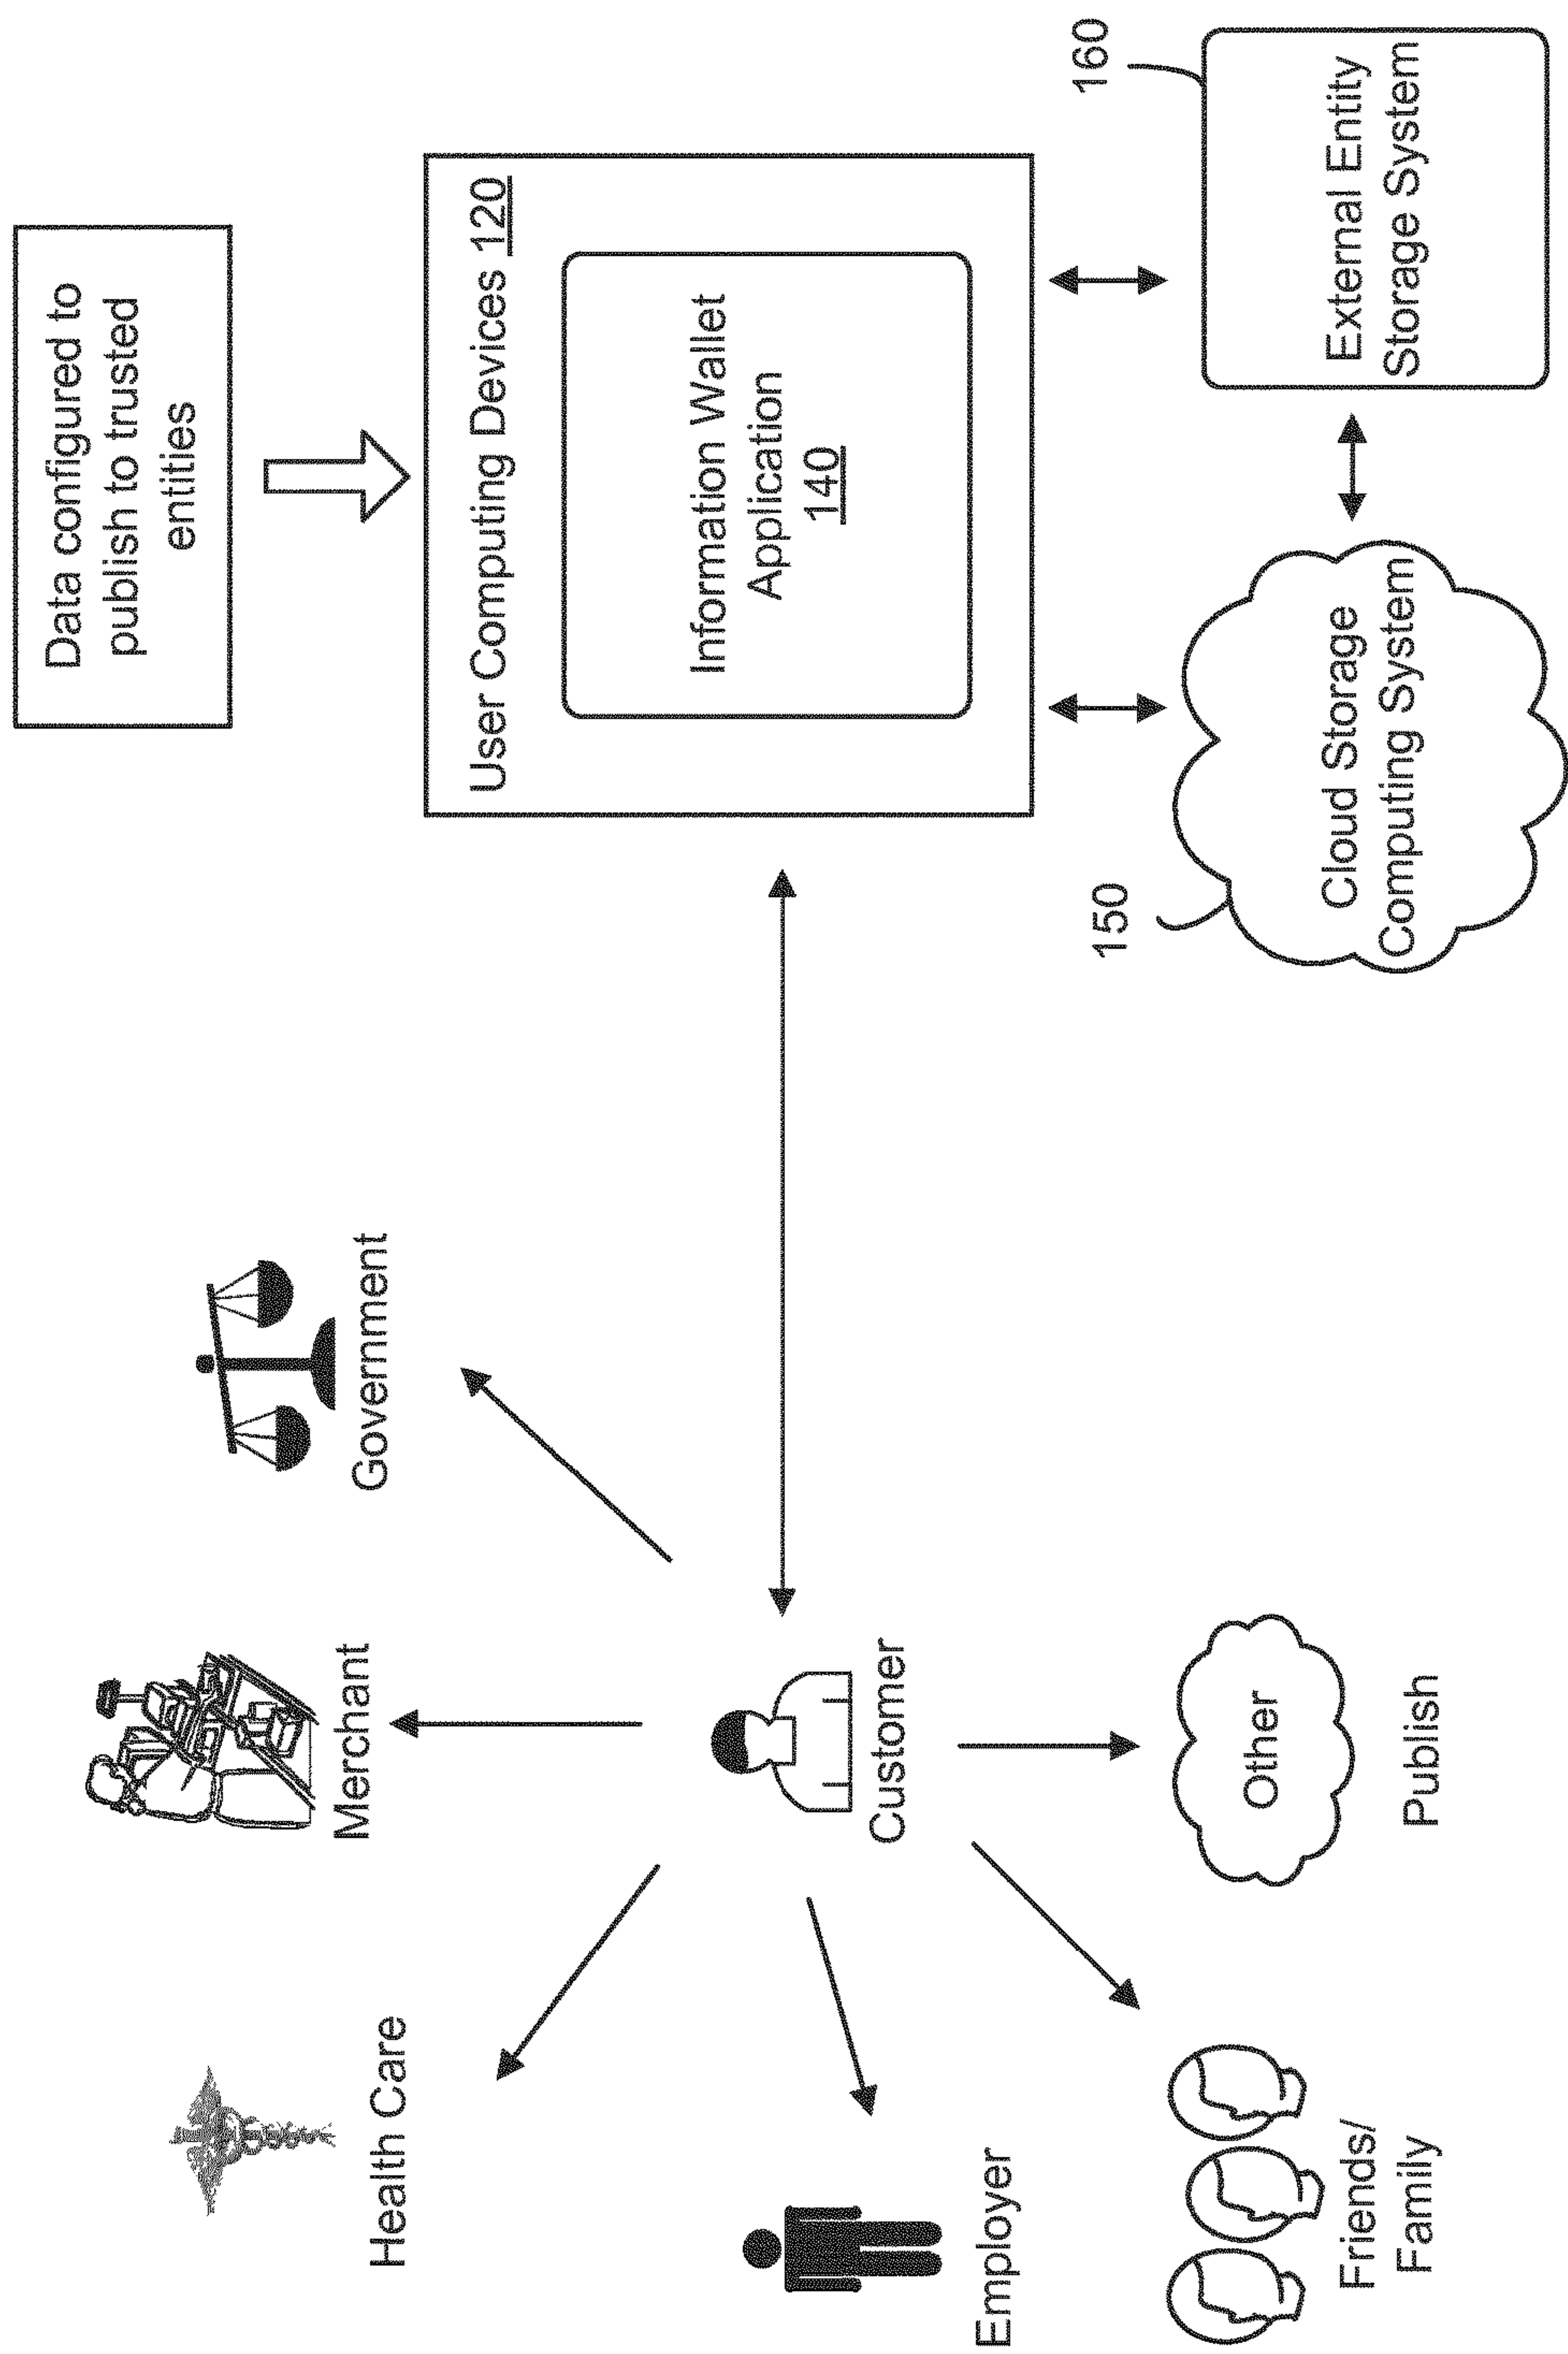 Data configured to
publish to trusted
entities
User Computing Devices 120
Information Wallet
Application
140
160
External Entity
Storage System
150
Cloud Storage
Computing System
Health Care
Merchant
Government
Employer
Customer
Friends/
Family
Other
Publish